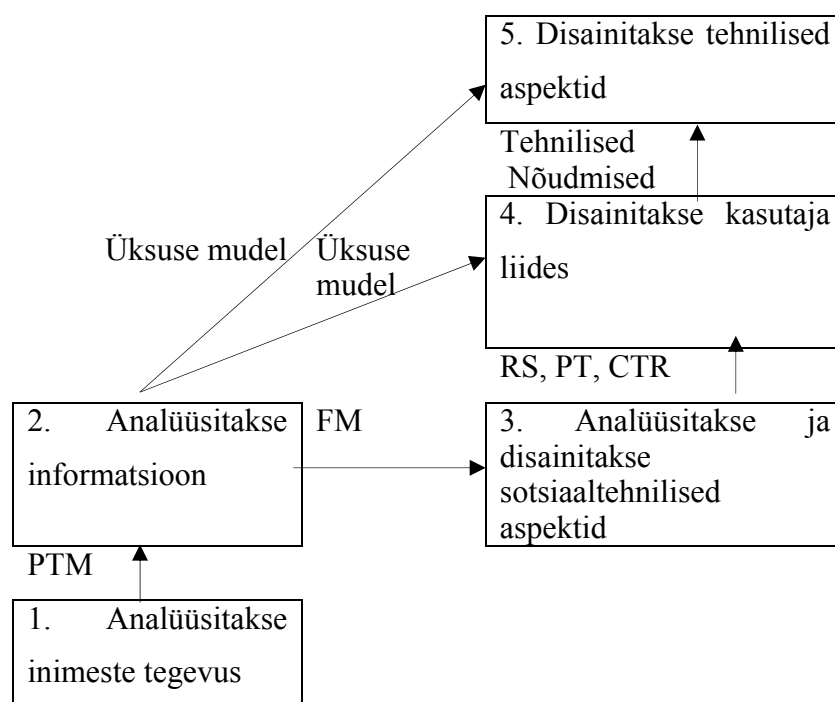 5. Disainitakse tehnilised
aspektid
Tehnilised
Nõudmised
4. Disainitakse kasutaja
liides
Üksuse mudel
Üksuse
mudel
RS, PT, CTR
2. Analüüsitakse
informatsioon
FM
3. Analüüsitakse ja
disainitakse
sotsiaaltehnilised
aspektid
PTM
1. Analüüsitakse
inimeste tegevus